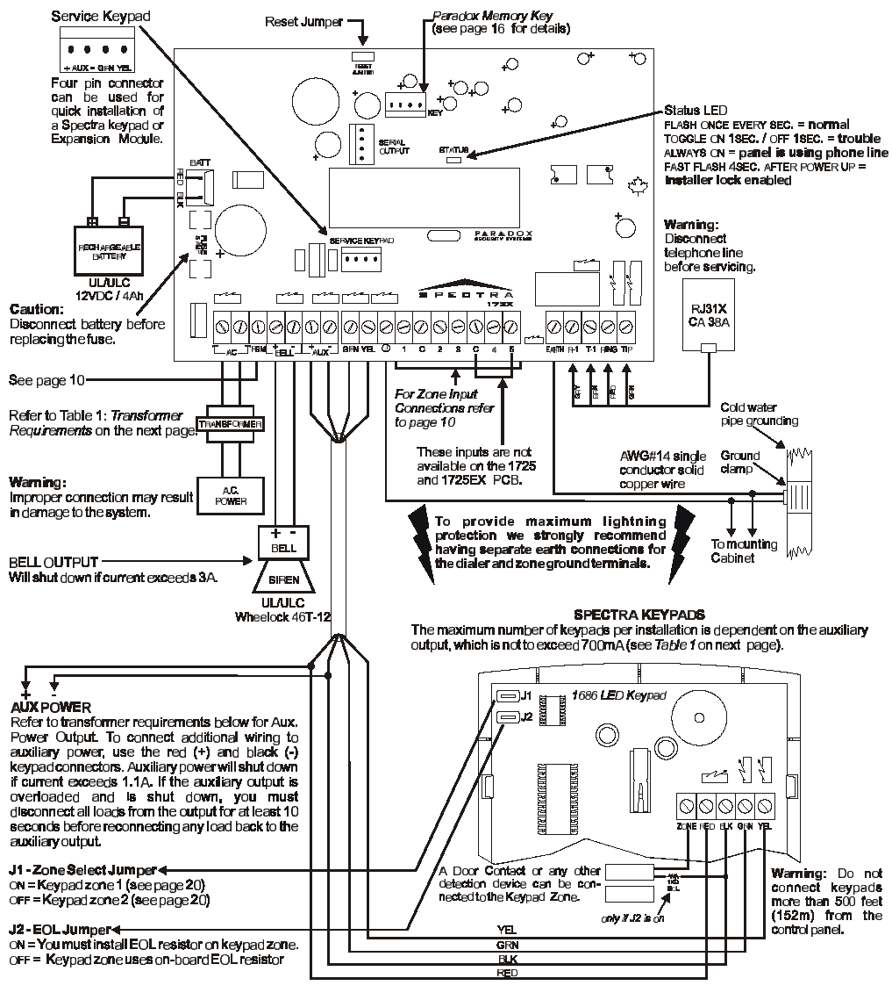 Service Keypad
+ AUX - GRN YEL
Four pin connector
can be used for
quick installation of
a Spectra keypad or
Expansion Module.
Reset Jumper
Paradox Memory Key
(see page 16 for details)
RESET
KEY
SERIAL
OUTPUT
STATUS
Status LED
FLASH ONCE EVERY SEC. = normal
TOGGLE ON 1SEC. / OFF 1SEC. = trouble
ALWAYS ON = panel is using phone line
FAST FLASH 4SEC. AFTER POWER UP =
Installer lock enabled
BATT
RED
BLK
RECHARGEABLE
BATTERY
UL/ULC
12VDC / 4Ah
Caution:
Disconnect battery before
replacing the fuse.
SERVICE KEYPAD
PARADOX
SECURITY SYSTEMS
SPECTRA
172X
Warning:
Disconnect
telephone line
before servicing.
RJ31X
CA 38A
AC
+ BELL -
+ AUX -
GRN YEL
1 C 2 3 C 4 5
EARTH R-1 T-1 RING TIP
GRY
BRN
RED
GRN
See page 10
Refer to Table 1: Transformer
Requirements on the next page.
TRANSFORMER
Warning:
Improper connection may result
in damage to the system.
A.C.
POWER
For Zone Input
Connections refer
to page 10
These inputs are not
available on the 1725
and 1725EX PCB.
Cold water
pipe grounding
AWG#14 single
conductor solid
copper wire
Ground
clamp
To mounting
Cabinet
To provide maximum lightning
protection we strongly recommend
having separate earth connections for
the dialer and zone ground terminals.
BELL OUTPUT
Will shut down if current exceeds 3A.
+ -
BELL
SIREN
UL/ULC
Wheelock 46T-12
SPECTRA KEYPADS
The maximum number of keypads per installation is dependent on the auxiliary
output, which is not to exceed 700mA (see Table 1 on next page).
+ -
AUX POWER
Refer to transformer requirements below for Aux.
Power Output. To connect additional wiring to
auxiliary power, use the red (+) and black (-)
keypad connectors. Auxiliary power will shut down
if current exceeds 1.1A. If the auxiliary output is
overloaded and is shut down, you must
disconnect all loads from the output for at least 10
seconds before reconnecting any load back to the
auxiliary output.
J1
J2
1686 LED Keypad
ZONE RED BLK GRN YEL
J1 - Zone Select Jumper
ON = Keypad zone 1 (see page 20)
OFF = Keypad zone 2 (see page 20)
J2 - EOL Jumper
ON = You must install EOL resistor on keypad zone.
OFF = Keypad zone uses on-board EOL resistor
A Door Contact or any other
detection device can be con-
nected to the Keypad Zone.
EOL
only if J2 is on
Warning: Do not
connect keypads
more than 500 feet
(152m) from the
control panel.
YEL
GRN
BLK
RED